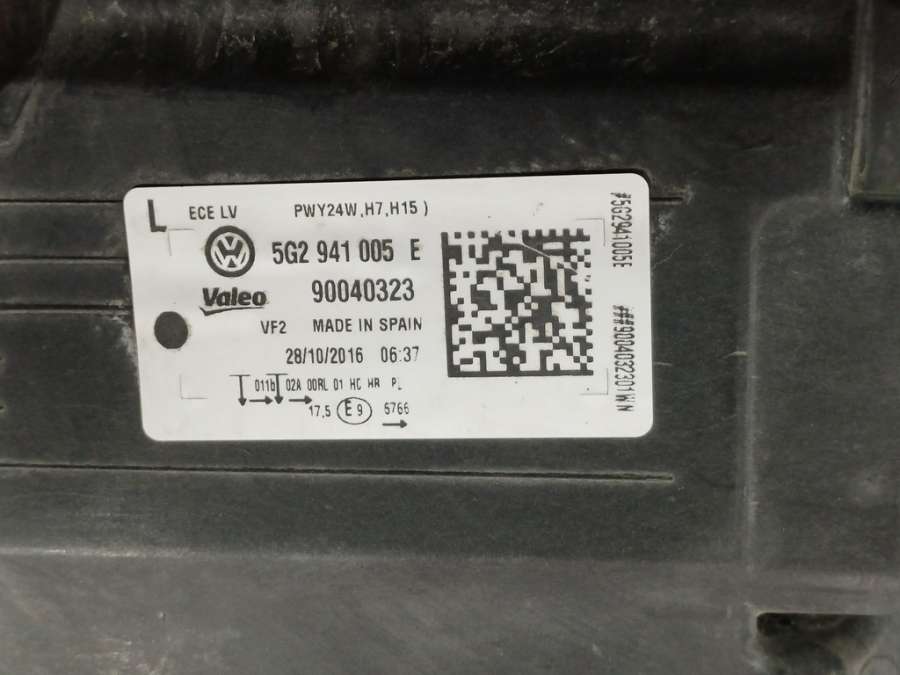 L ECE LV PWY24W,H7,H15 )
5G2 941 005 E
Valeo 90040323
VF2 MADE IN SPAIN
28/10/2016 06:37
011b 02A 00RL 01 HC HR PL
17,5 E9 5766
#5G2941005E
##9004032301WN